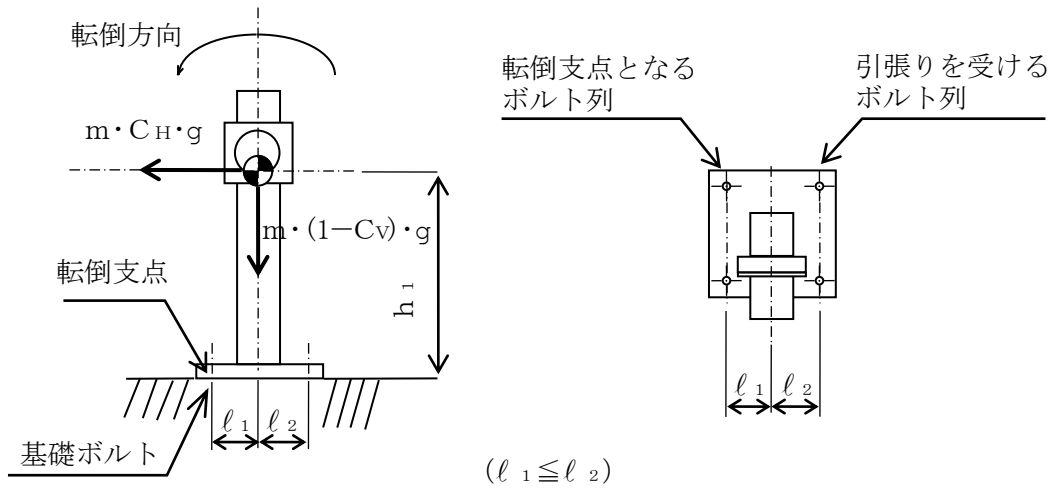 転倒方向
m・CH・g
m・(1－CV)・g
転倒支点
h1
ℓ1
ℓ2
基礎ボルト
転倒支点となる
ボルト列
引張りを受ける
ボルト列
ℓ1
ℓ2
(ℓ1≦ℓ2)